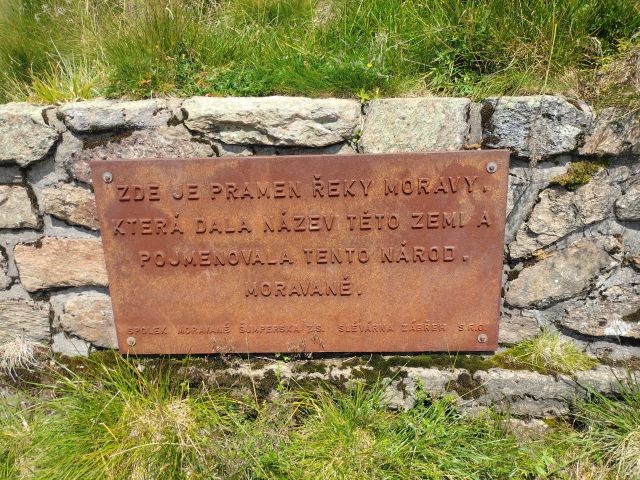 ZDE JE PRAMEN ŘEKY MORAVY.
KTERÁ DALA NÁZEV TÉTO ZEMI A
POJMENOVALA TENTO NÁROD.
MORAVANÉ.
SPOLEK MORAVANÉ ŠUMPERSKA Z.S. SLÉVÁRNA ZÁBŘEH S.R.O.